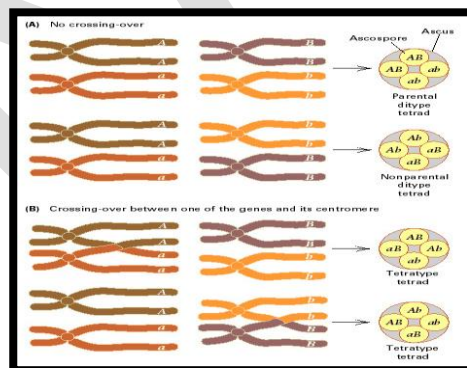 (A) No crossing-over
Ascospore Ascus
A B
A B
a b
a b
AB
AB ab
ab
Parental
ditype
tetrad
A b
A b
a B
a B
Ab
Ab aB
aB
Nonparental
ditype
tetrad
(B) Crossing-over between one of the genes and its centromere
A B
A B
a b
a b
AB
aB Ab
ab
Tetratype
tetrad
A b
A b
a B
a B
Ab
AB ab
aB
Tetratype
tetrad